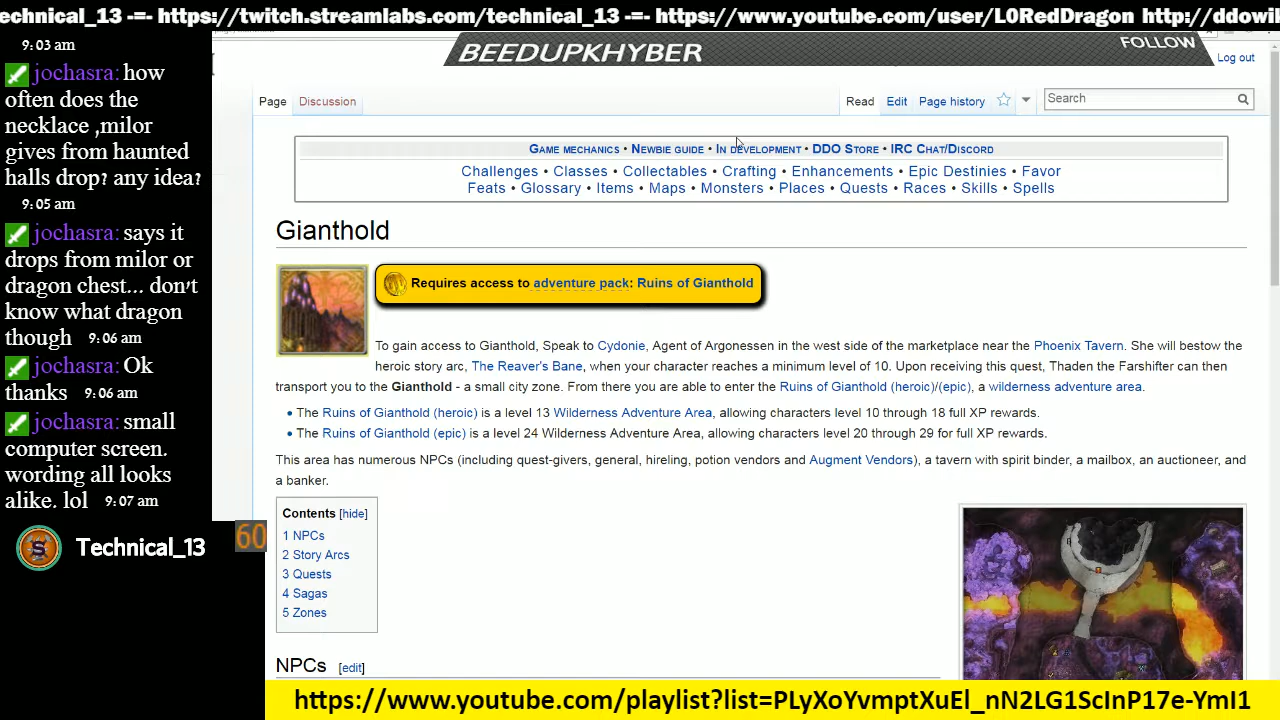 echnical_13 -=- https://twitch.streamlabs.com/technical_13 -=- https://www.youtube.com/user/L0RedDragon http://ddowil
9:03 am
jochasra: how
often does the
necklace ,milor
gives from haunted
halls drop? any idea?
9:05 am
jochasra: says it
drops from milor or
dragon chest... don't
know what dragon
though 9:06 am
jochasra: Ok
thanks 9:06 am
jochasra: small
computer screen.
wording all looks
alike. lol 9:07 am
Technical_13
60
BEEDUPKHYBER
FOLLOW
Log out
Page Discussion
Read Edit Page history
Search
Game mechanics • Newbie guide • In development • DDO Store • IRC Chat/Discord
Challenges • Classes • Collectables • Crafting • Enhancements • Epic Destinies • Favor
Feats • Glossary • Items • Maps • Monsters • Places • Quests • Races • Skills • Spells
Gianthold
Requires access to adventure pack: Ruins of Gianthold
To gain access to Gianthold, Speak to Cydonie, Agent of Argonessen in the west side of the marketplace near the Phoenix Tavern. She will bestow the
heroic story arc, The Reaver's Bane, when your character reaches a minimum level of 10. Upon receiving this quest, Thaden the Farshifter can then
transport you to the Gianthold - a small city zone. From there you are able to enter the Ruins of Gianthold (heroic)/(epic), a wilderness adventure area.
• The Ruins of Gianthold (heroic) is a level 13 Wilderness Adventure Area, allowing characters level 10 through 18 full XP rewards.
• The Ruins of Gianthold (epic) is a level 24 Wilderness Adventure Area, allowing characters level 20 through 29 for full XP rewards.
This area has numerous NPCs (including quest-givers, general, hireling, potion vendors and Augment Vendors), a tavern with spirit binder, a mailbox, an auctioneer, and
a banker.
Contents [hide]
1 NPCs
2 Story Arcs
3 Quests
4 Sagas
5 Zones
NPCs [edit]
https://www.youtube.com/playlist?list=PLyXoYvmptXuEl_nN2LG1ScInP17e-YmI1